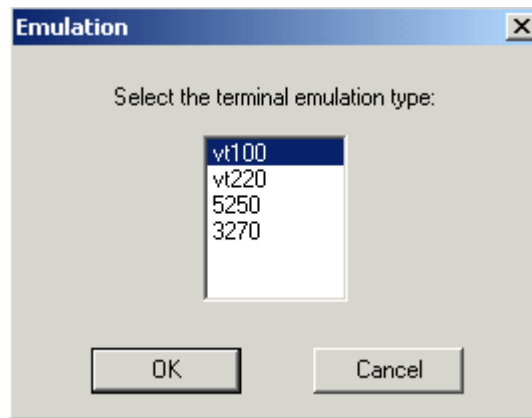 Emulation
Select the terminal emulation type:
vt100
vt220
5250
3270
OK Cancel